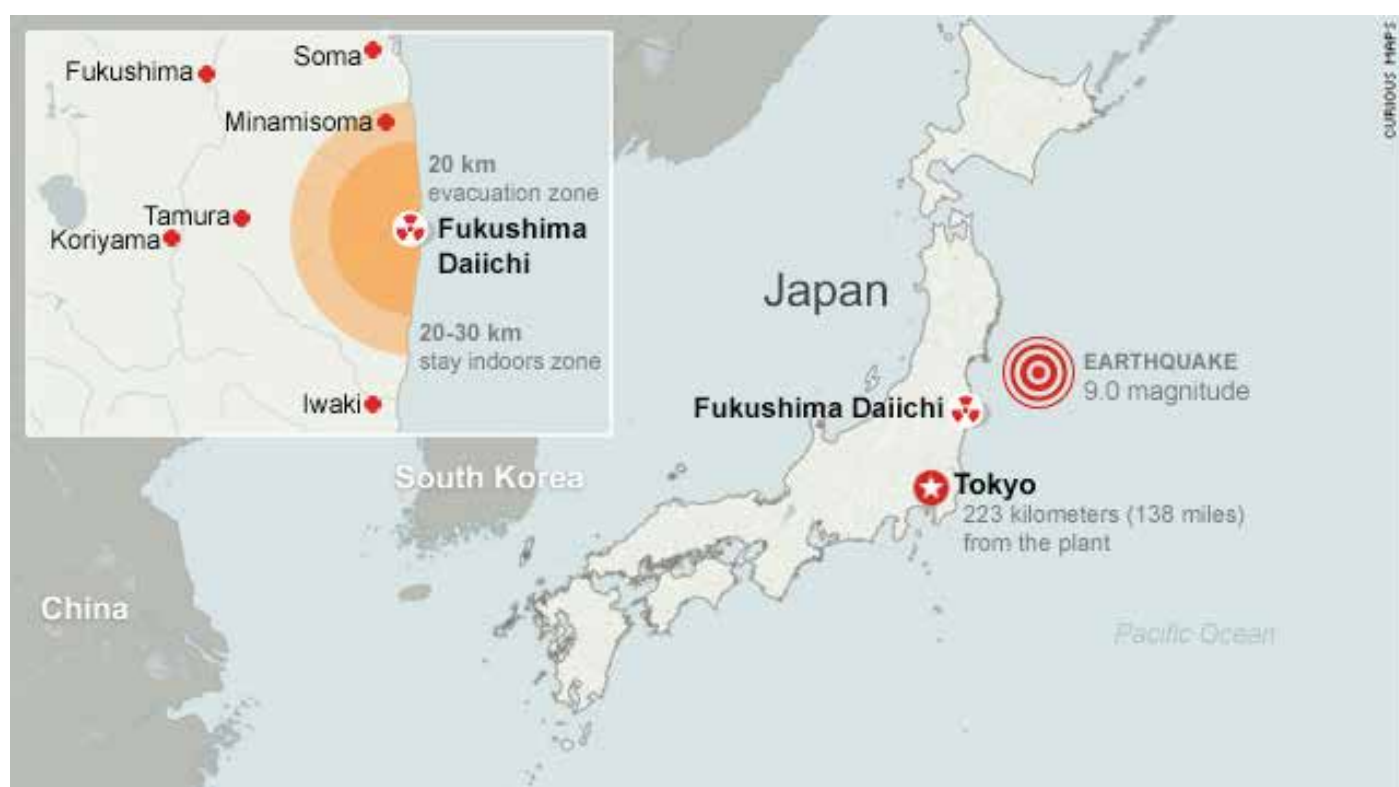 Fukushima
Soma
Minamisoma
Tamura
Koriyama
20 km
evacuation zone
Fukushima
Daiichi
20-30 km
stay indoors zone
Iwaki
CURIOUS MAPS
Japan
EARTHQUAKE
9.0 magnitude
Fukushima Daiichi
South Korea
Tokyo
223 kilometers (138 miles)
from the plant
China
Pacific Ocean